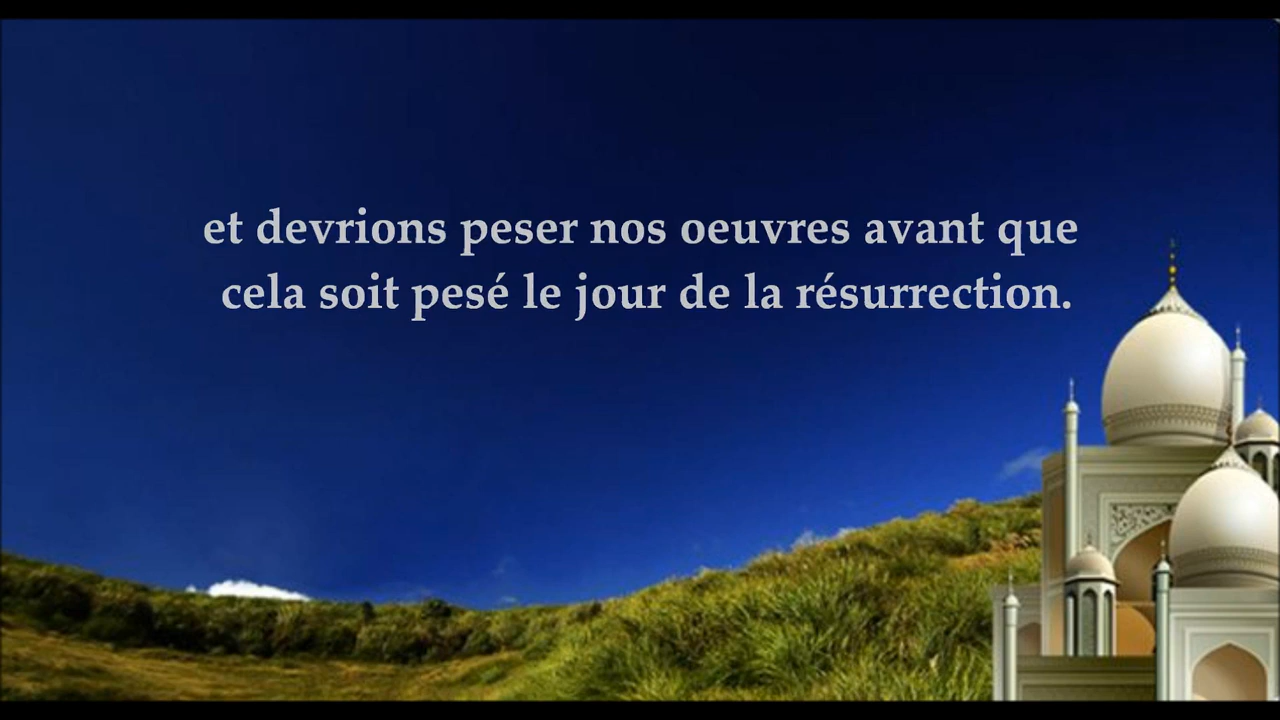 et devrions peser nos oeuvres avant que
cela soit pesé le jour de la résurrection.